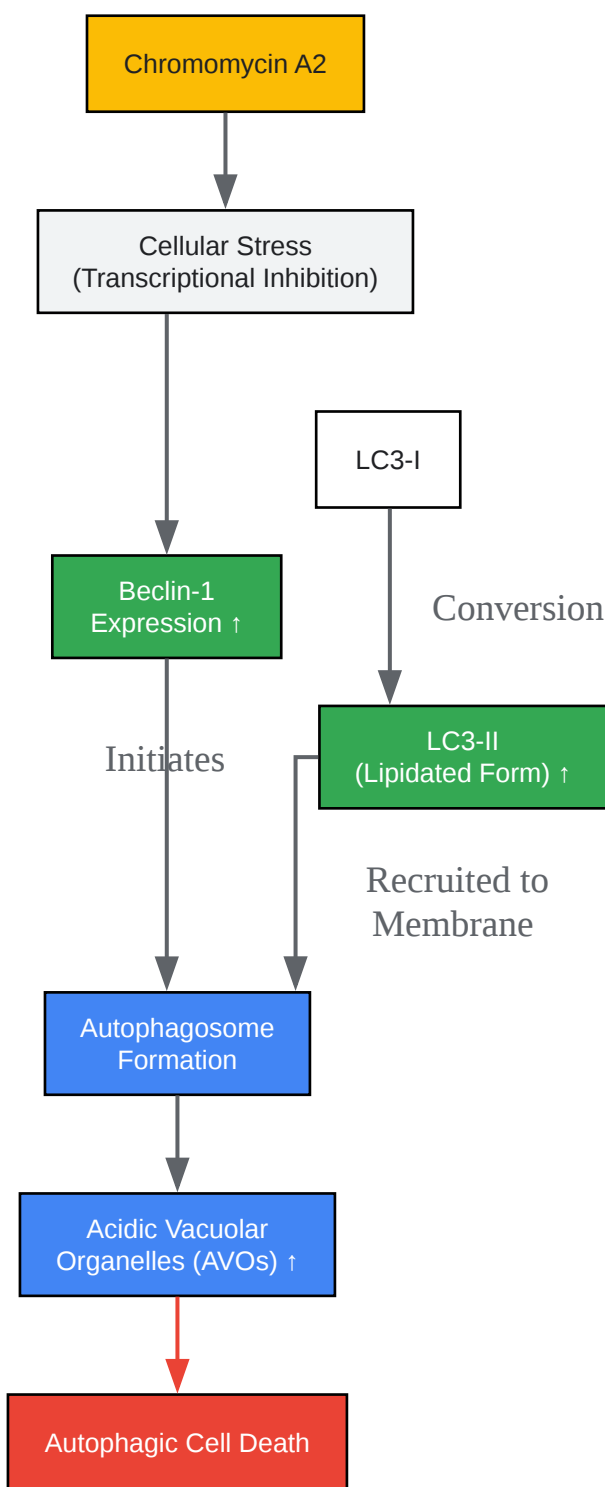 Chromomycin A2
Cellular Stress
(Transcriptional Inhibition)
LC3-I
Beclin-1
Expression ↑
Conversion
LC3-II
(Lipidated Form) ↑
Initiates
Recruited to
Membrane
Autophagosome
Formation
Acidic Vacuolar
Organelles (AVOs) ↑
Autophagic Cell Death